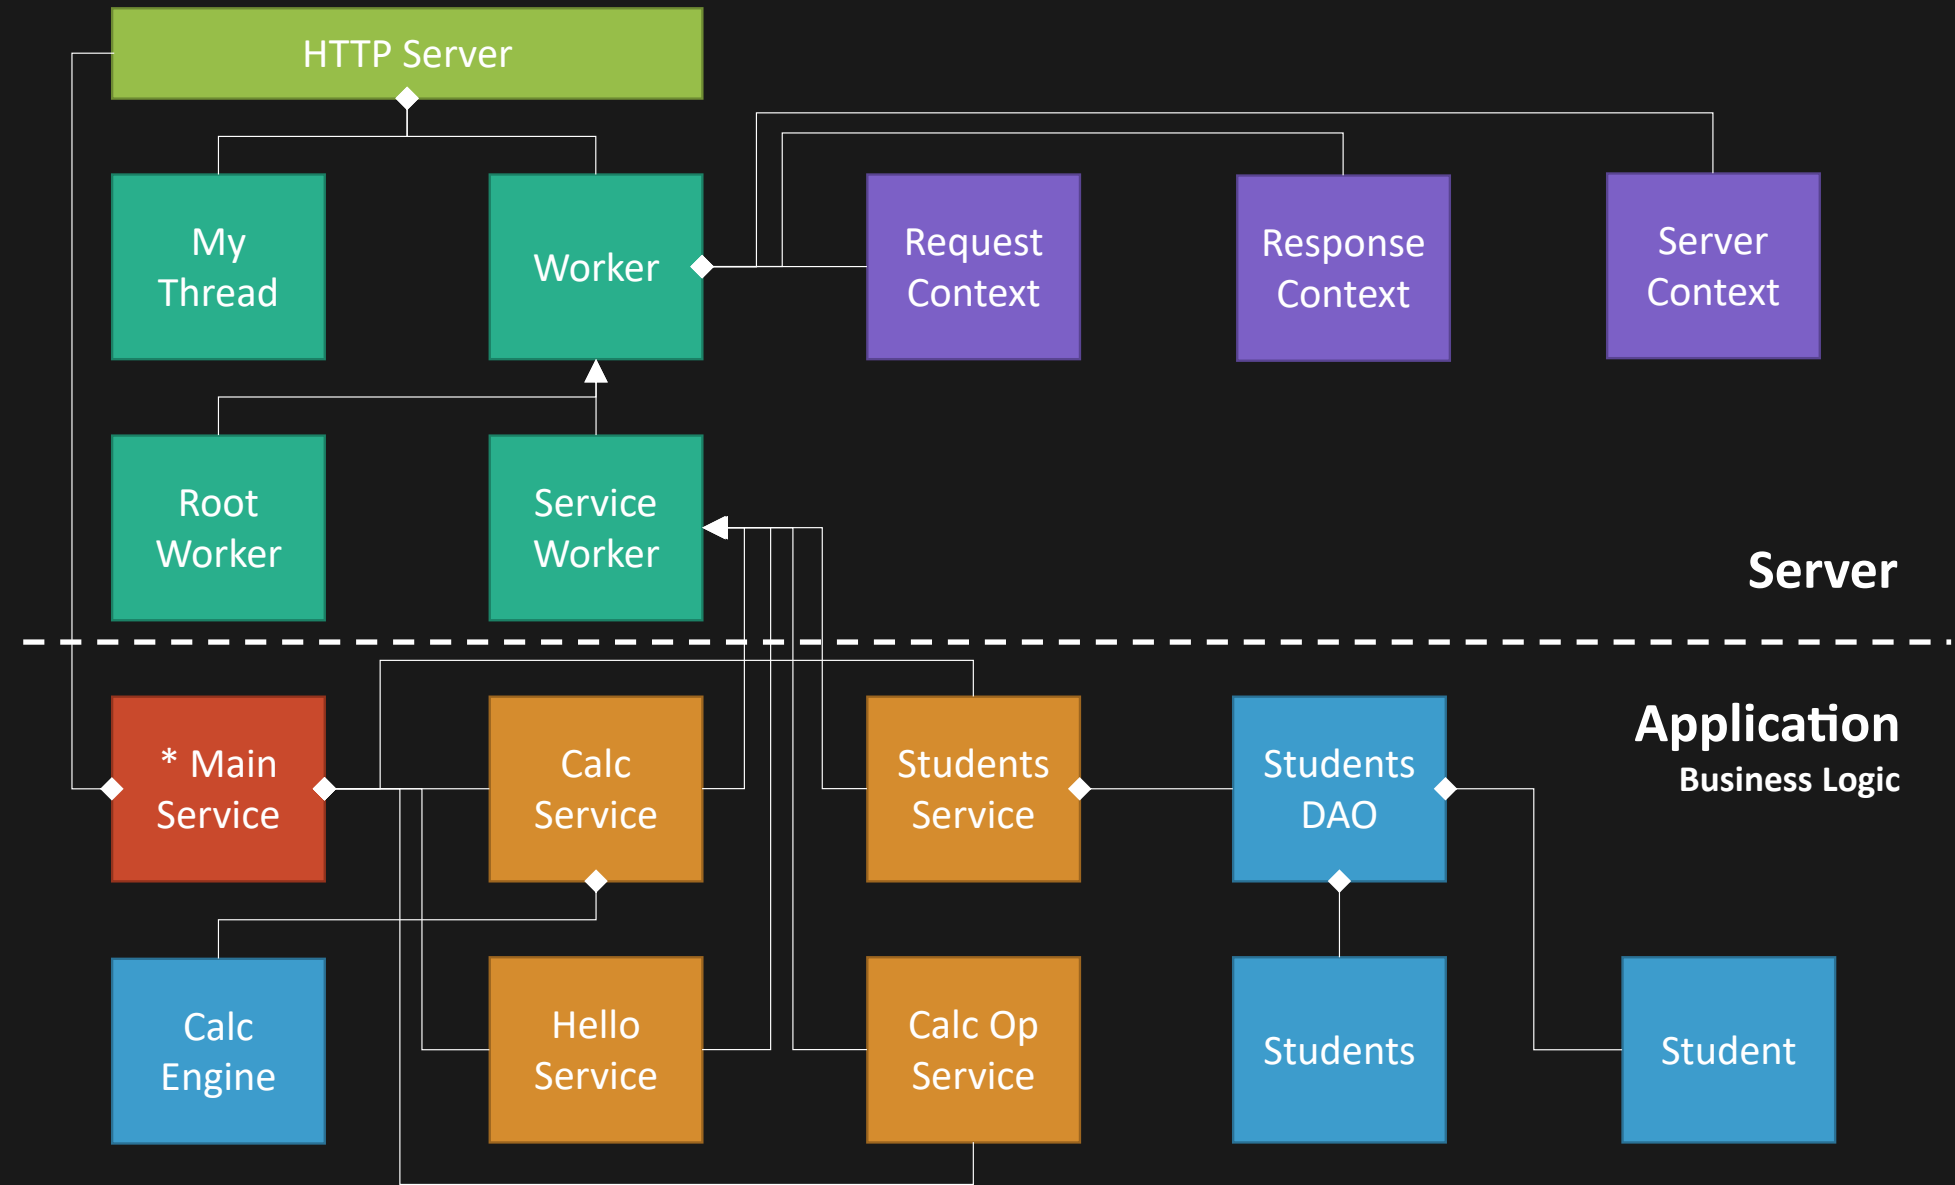 HTTP Server
My
Thread
Worker
Request
Context
Response
Context
Server
Context
Root
Worker
Service
Worker
Server
Application
Business Logic
* Main
Service
Calc
Service
Students
Service
Students
DAO
Calc
Engine
Hello
Service
Calc Op
Service
Students
Student